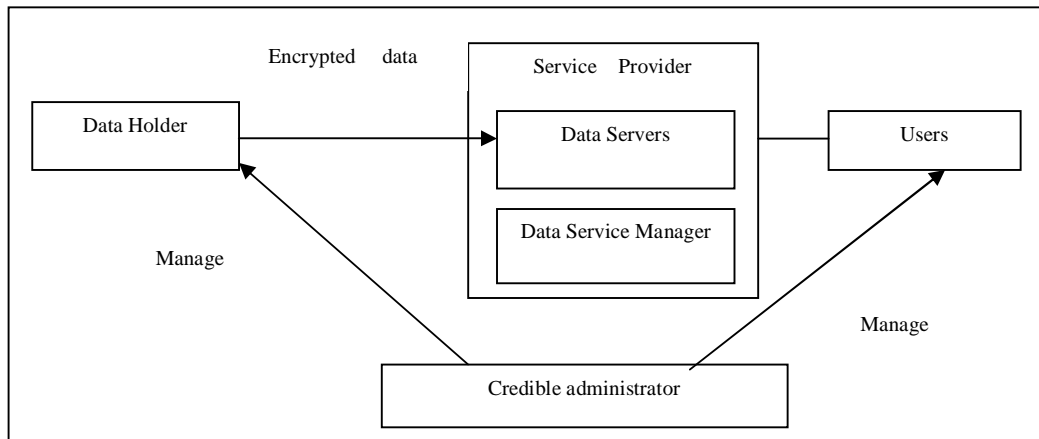 Encrypted data
Service Provider
Data Holder
Data Servers
Users
Data Service Manager
Manage
Manage
Credible administrator